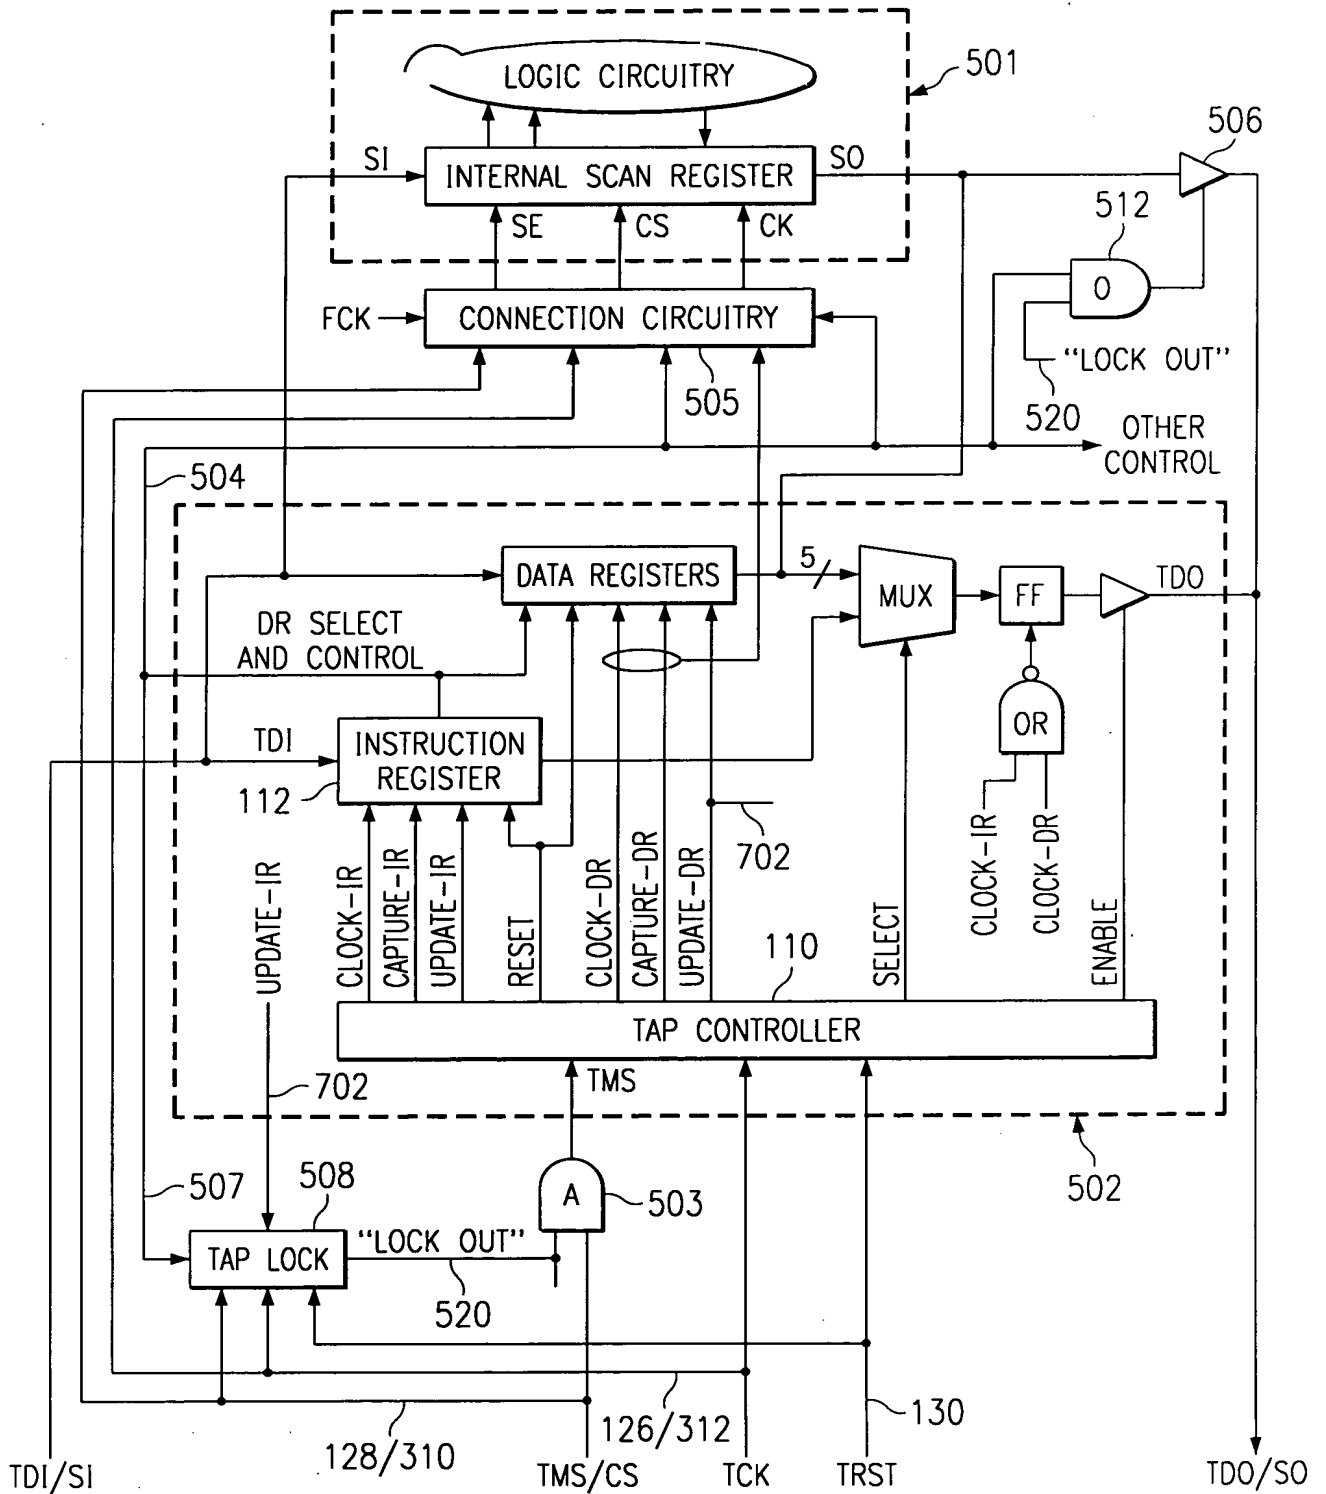 LOGIC CIRCUITRY
501
506
SI
INTERNAL SCAN REGISTER
SO
512
SE
CS
CK
O
FCK
CONNECTION CIRCUITRY
"LOCK OUT"
505
520
OTHER
CONTROL
504
DATA REGISTERS
5
MUX
FF
TDO
DR SELECT
AND CONTROL
OR
TDI
INSTRUCTION
REGISTER
112
702
CLOCK-IR
CLOCK-DR
UPDATE-IR
CLOCK-IR
CAPTURE-IR
UPDATE-IR
RESET
CLOCK-DR
CAPTURE-DR
UPDATE-DR
110
SELECT
ENABLE
TAP CONTROLLER
702
TMS
507
508
A
503
502
TAP LOCK
"LOCK OUT"
520
130
126/312
128/310
TDI/SI
TMS/CS
TCK
TRST
TDO/SO